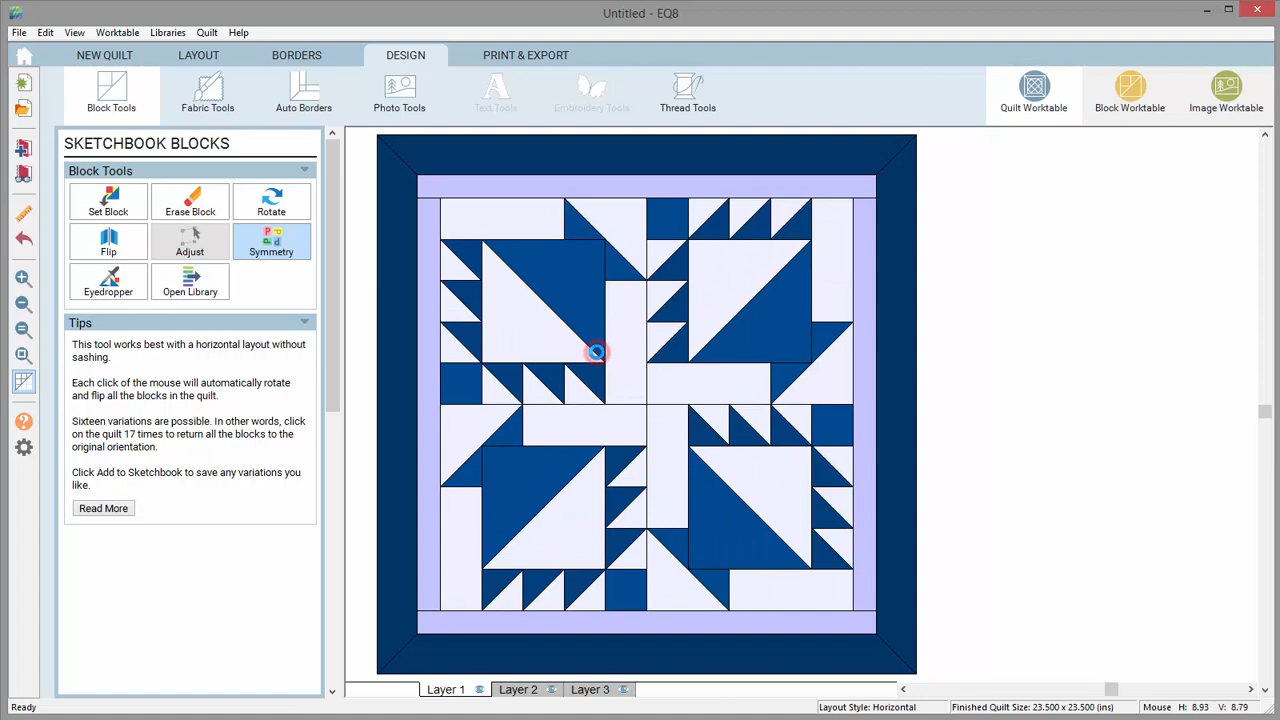 Untitled - EQ8
File Edit View Worktable Libraries Quilt Help
NEW QUILT LAYOUT BORDERS DESIGN PRINT & EXPORT
Block Tools Fabric Tools Auto Borders Photo Tools Text Tools Embroidery Tools Thread Tools Quilt Worktable Block Worktable Image Worktable
SKETCHBOOK BLOCKS
Block Tools
Set Block Erase Block Rotate
Flip Adjust Symmetry
Eyedropper Open Library
Tips
This tool works best with a horizontal layout without
sashing.
Each click of the mouse will automatically rotate
and flip all the blocks in the quilt.
Sixteen variations are possible. In other words, click
on the quilt 17 times to return all the blocks to the
original orientation.
Click Add to Sketchbook to save any variations you
like.
Read More
Layer 1 Layer 2 Layer 3
Ready Layout Style: Horizontal Finished Quilt Size: 23.500 x 23.500 (ins) Mouse H: 8.93 V: 8.79